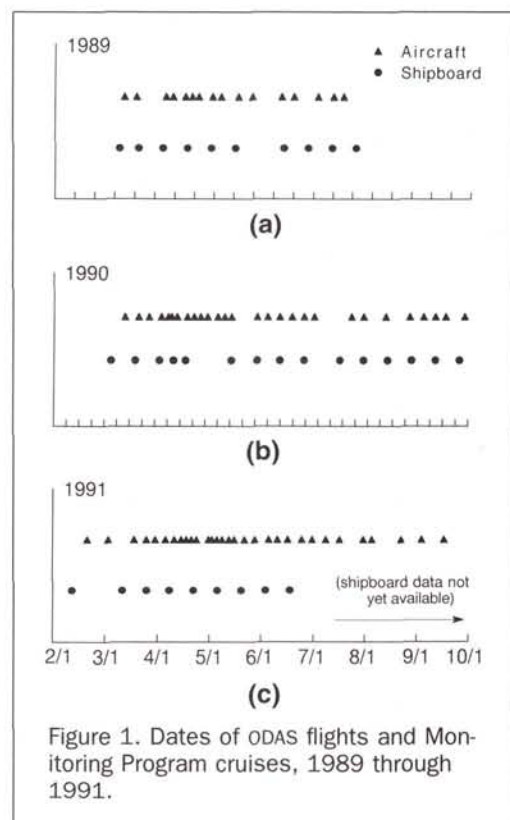 1989
▲ Aircraft
● Shipboard
(a)
1990
(b)
1991
(shipboard data not
yet available)
2/1 3/1 4/1 5/1 6/1 7/1 8/1 9/1 10/1
(c)
Figure 1. Dates of ODAS flights and Mon-
itoring Program cruises, 1989 through
1991.